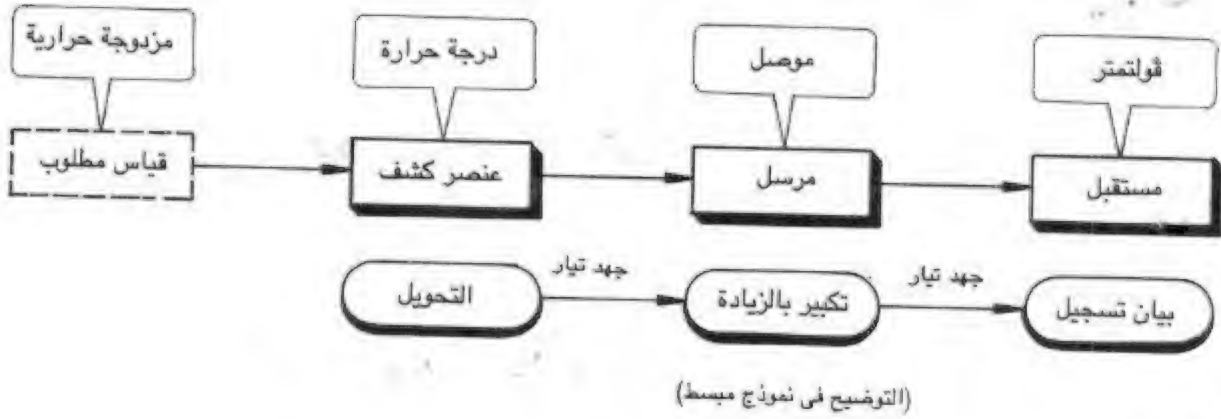 مزدوجة حرارية
درجة حرارة
موصل
ڤولتمتر
قياس مطلوب
عنصر كشف
مرسل
مستقبل
التحويل
جهد تيار
تكبير بالزيادة
جهد تيار
بيان تسجيل
(التوضيح فى نموذج مبسط)